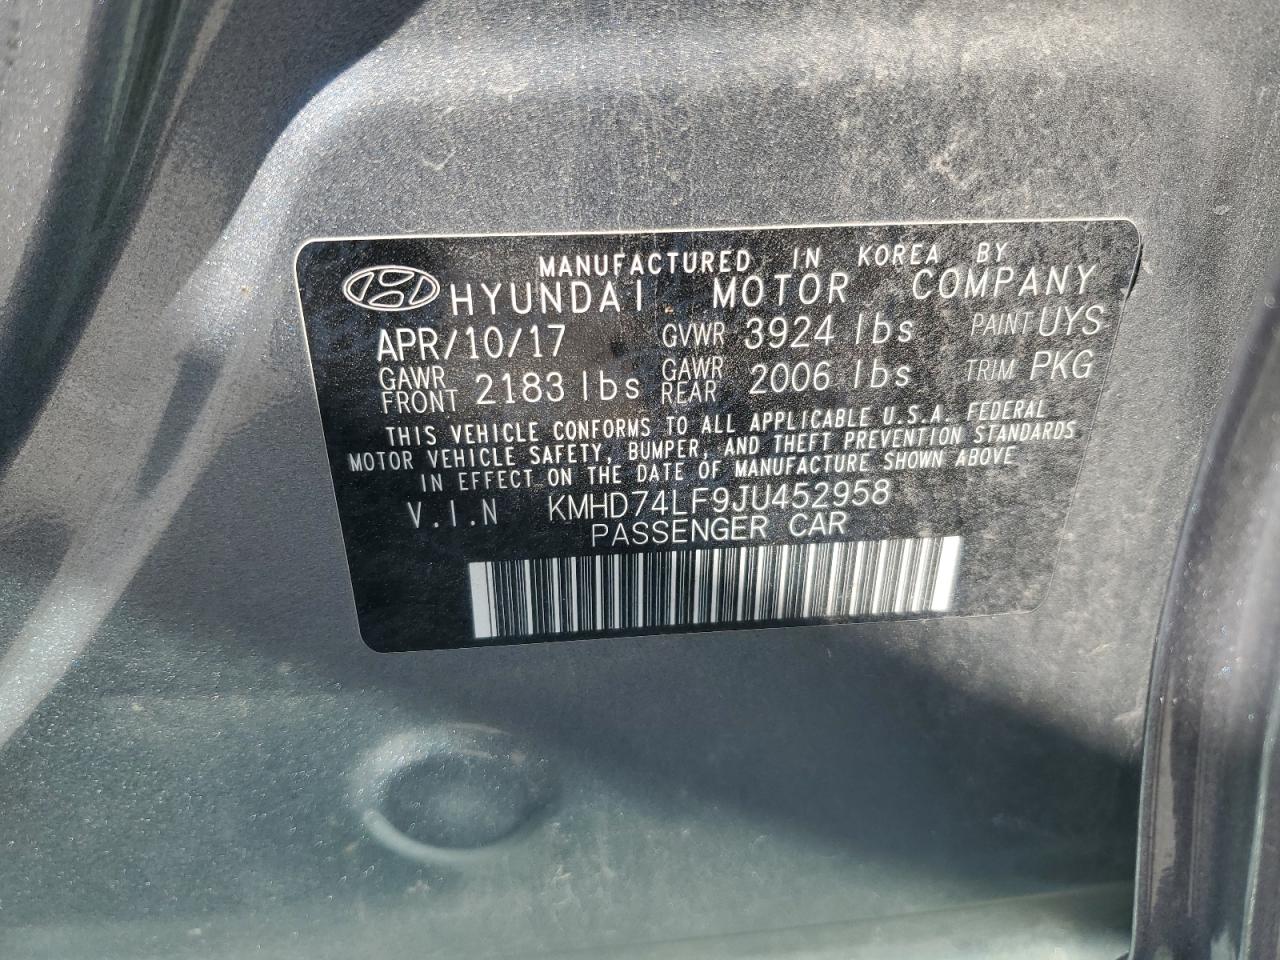 MANUFACTURED IN KOREA BY
HYUNDAI MOTOR COMPANY
APR/10/17 GVWR 3924 lbs PAINT UYS
GAWR FRONT 2183 lbs GAWR REAR 2006 lbs TRIM PKG
THIS VEHICLE CONFORMS TO ALL APPLICABLE U.S.A. FEDERAL
MOTOR VEHICLE SAFETY, BUMPER, AND THEFT PREVENTION STANDARDS
IN EFFECT ON THE DATE OF MANUFACTURE SHOWN ABOVE
V.I.N KMHD74LF9JU452958
PASSENGER CAR